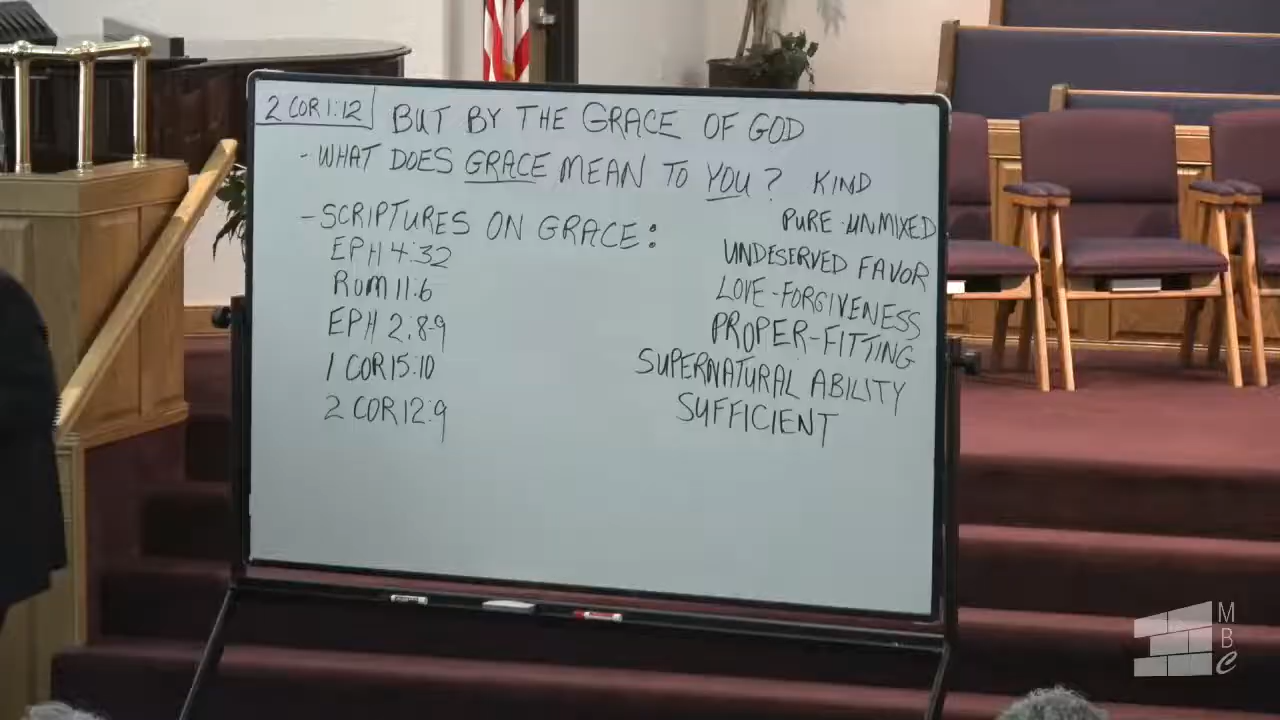 2 COR 1:12
BUT BY THE GRACE OF GOD
- WHAT DOES GRACE MEAN TO YOU? KIND
PURE-UNMIXED
UNDESERVED FAVOR
LOVE-FORGIVENESS
PROPER-FITTING
SUPERNATURAL ABILITY
SUFFICIENT
- SCRIPTURES ON GRACE:
EPH 4:32
Rom 11:6
EPH 2:8-9
1 COR 15:10
2 COR 12:9
MBC